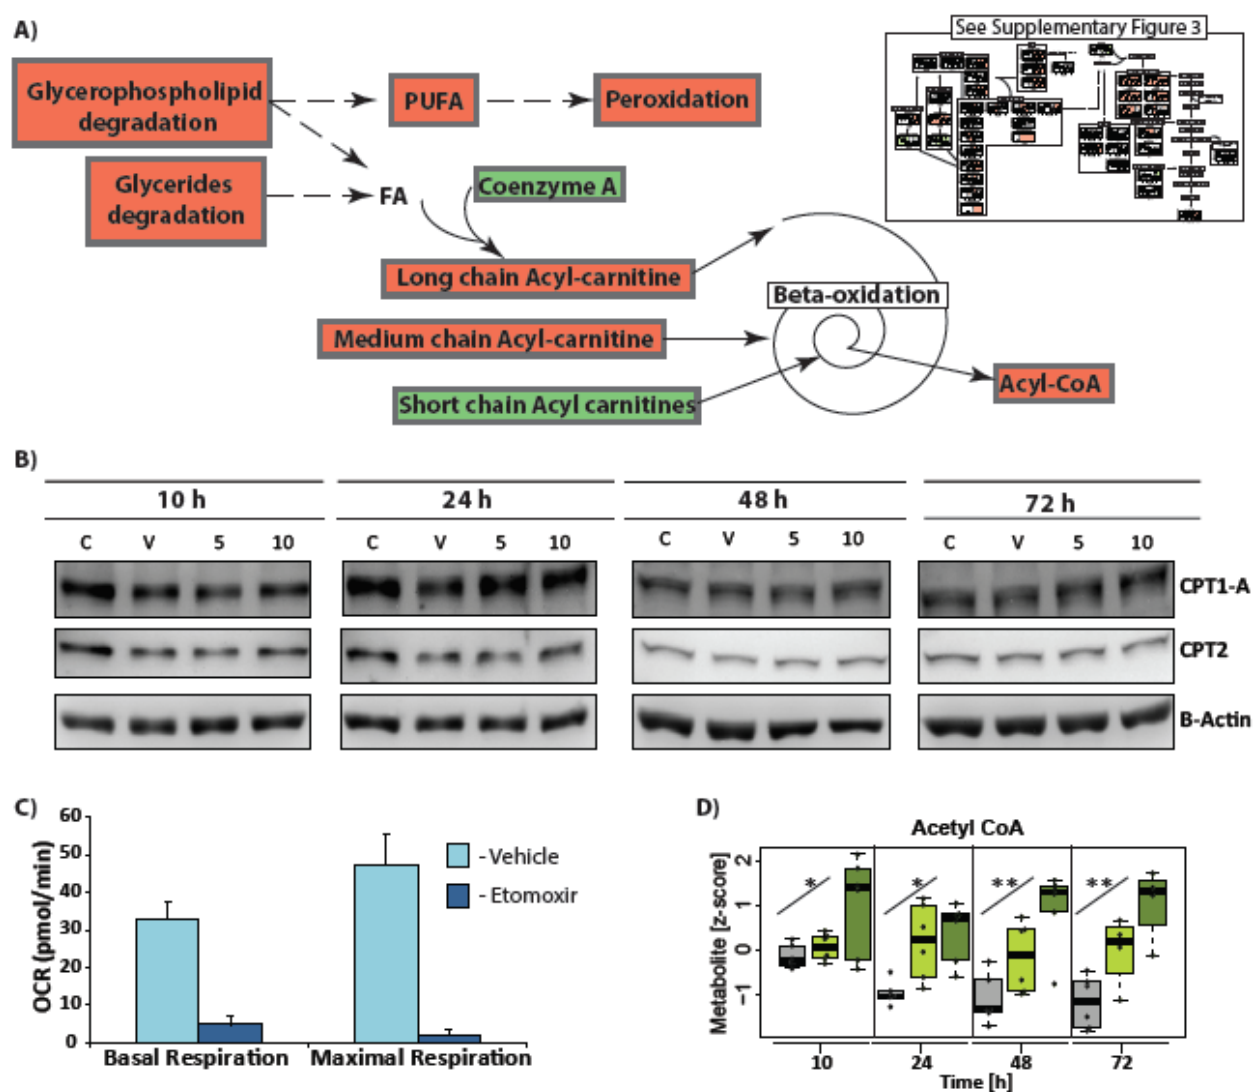 A)
See Supplementary Figure 3
Glycerophospholipid
degradation
PUFA
Peroxidation
Glycerides
degradation
FA
Coenzyme A
Long chain Acyl-carnitine
Beta-oxidation
Medium chain Acyl-carnitine
Short chain Acyl carnitines
Acyl-CoA
B)
10 h 24 h 48 h 72 h
C V 5 10 C V 5 10 C V 5 10 C V 5 10
CPT1-A
CPT2
B-Actin
C)
OCR (pmol/min)
60
50
40
30
20
10
0
- Vehicle
- Etomoxir
Basal Respiration Maximal Respiration
D)
Acetyl CoA
Metabolite [z-score]
2
1
0
−1
* * ** **
10 24 48 72
Time [h]